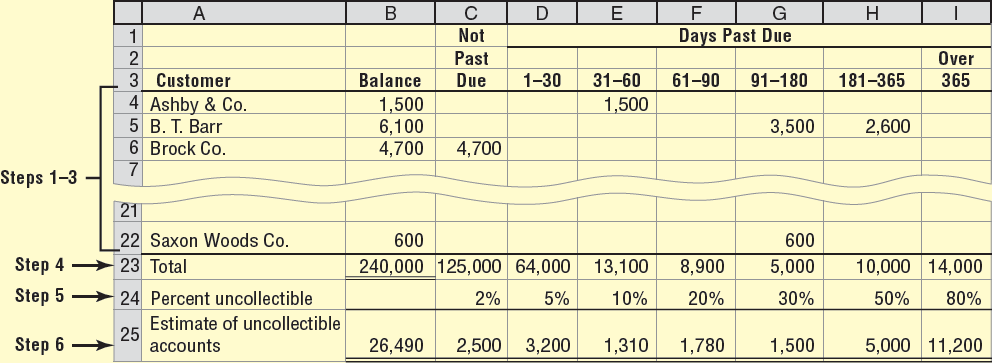 A B C D E F G H I
1 Not Days Past Due
2 Past Over
3 Customer Balance Due 1–30 31–60 61–90 91–180 181–365 365
4 Ashby & Co. 1,500 1,500
5 B. T. Barr 6,100 3,500 2,600
6 Brock Co. 4,700 4,700
7
Steps 1–3
21
22 Saxon Woods Co. 600 600
Step 4 23 Total 240,000 125,000 64,000 13,100 8,900 5,000 10,000 14,000
Step 5 24 Percent uncollectible 2% 5% 10% 20% 30% 50% 80%
Estimate of uncollectible
Step 6 25 accounts 26,490 2,500 3,200 1,310 1,780 1,500 5,000 11,200